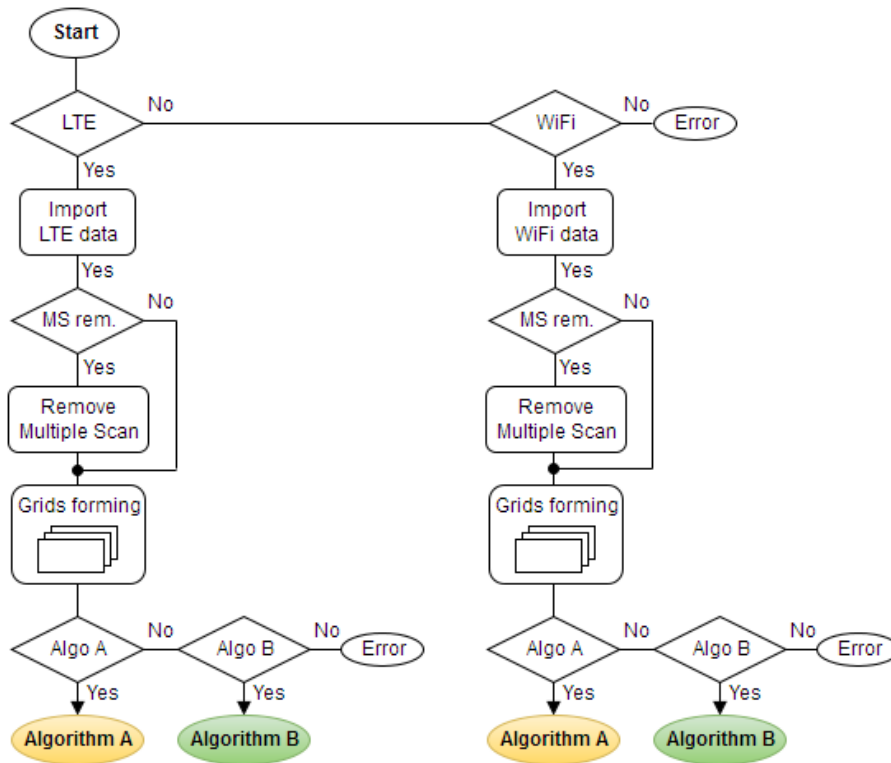 Start
LTE
No
WiFi
No
Error
Yes
Yes
Import
LTE data
Import
WiFi data
Yes
Yes
MS rem.
No
MS rem.
No
Yes
Yes
Remove
Multiple Scan
Remove
Multiple Scan
Grids forming
Grids forming
Algo A
No
Algo B
No
Error
Algo A
No
Algo B
No
Error
Yes
Yes
Yes
Yes
Algorithm A
Algorithm B
Algorithm A
Algorithm B